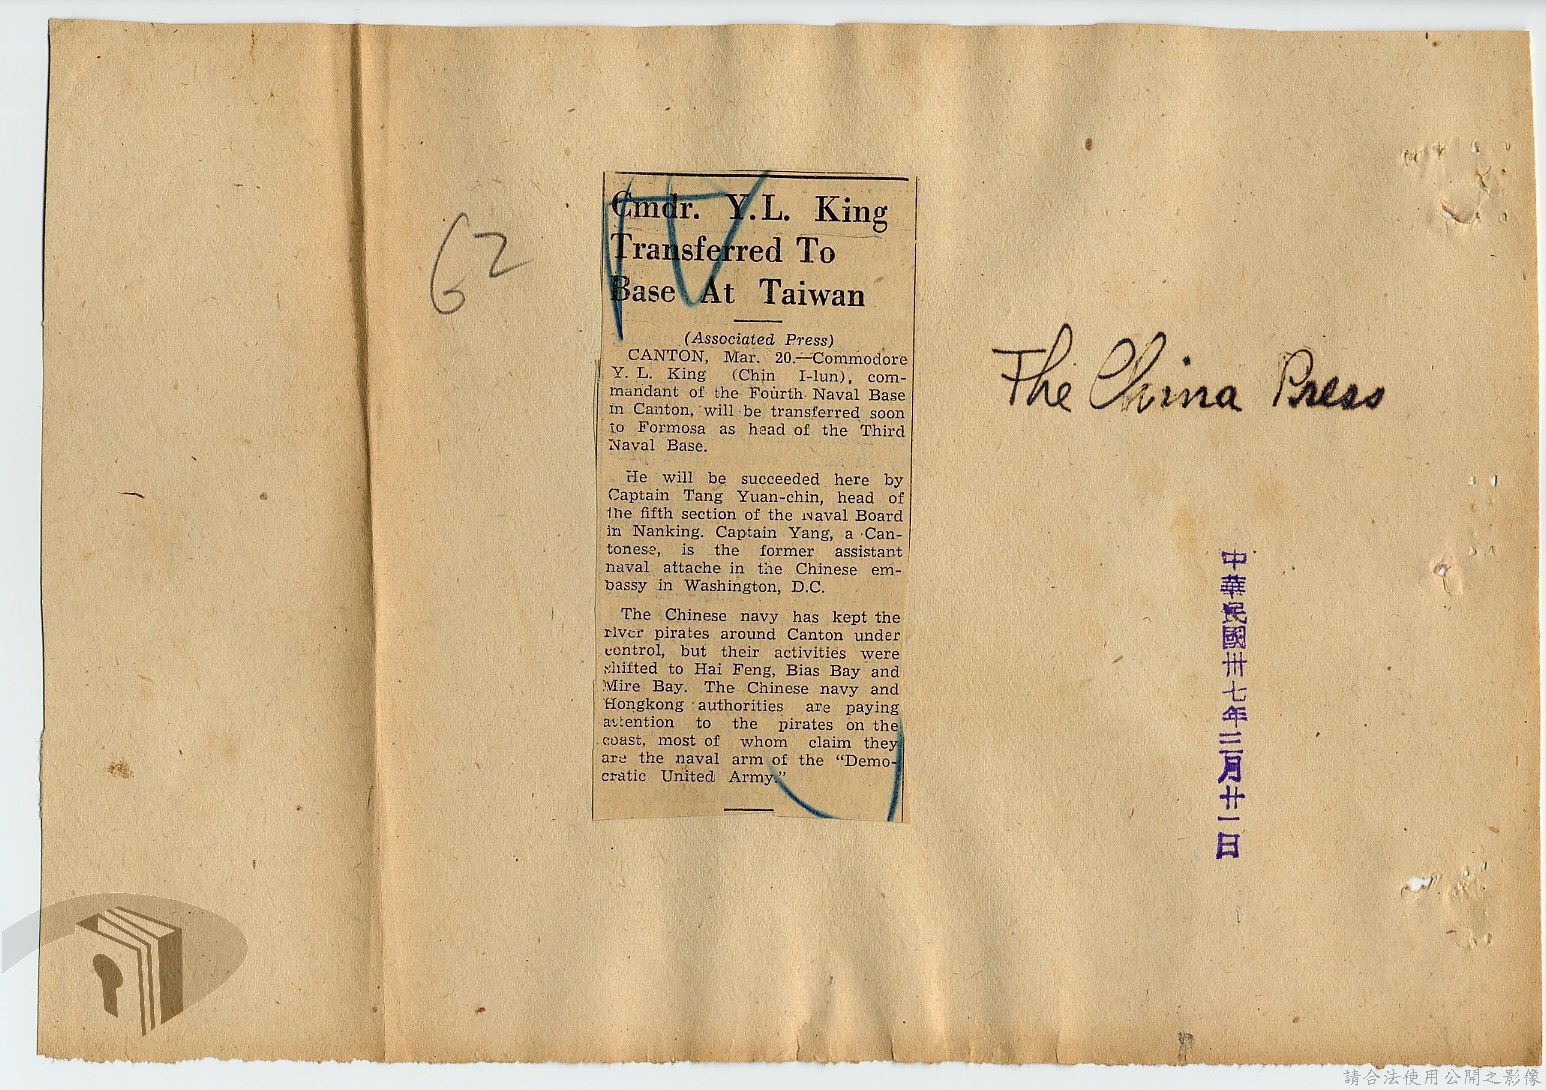 62
Cmdr. Y.L. King
Transferred To
Base At Taiwan
(Associated Press)
CANTON, Mar. 20.—Commodore
Y. L. King (Chin I-lun), com-
mandant of the Fourth Naval Base
in Canton, will be transferred soon
to Formosa as head of the Third
Naval Base.
He will be succeeded here by
Captain Tang Yuan-chin, head of
the fifth section of the Naval Board
in Nanking. Captain Yang, a Can-
tonese, is the former assistant
naval attache in the Chinese em-
bassy in Washington, D.C.
The Chinese navy has kept the
river pirates around Canton under
control, but their activities were
shifted to Hai Feng, Bias Bay and
Mire Bay. The Chinese navy and
Hongkong authorities are paying
attention to the pirates on the
coast, most of whom claim they
are the naval arm of the “Demo-
cratic United Army.”
The China Press
中華民國卅七年三月廿一日
請合法使用公開之影像